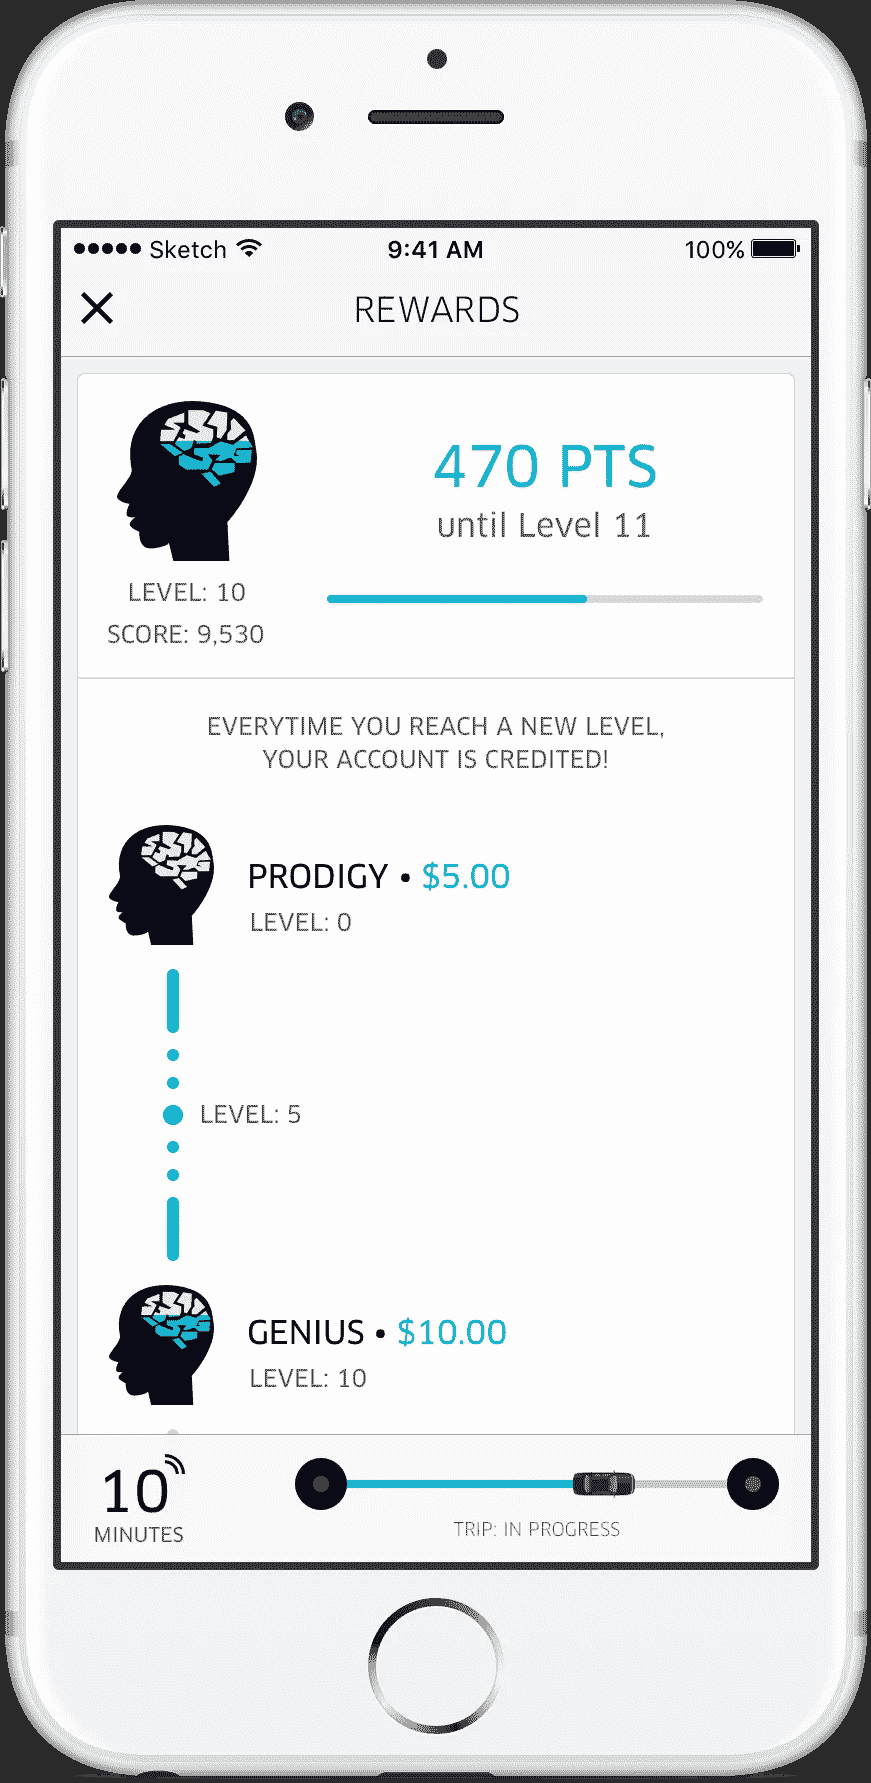 ●●●●● Sketch 9:41 AM 100%
REWARDS
470 PTS
until Level 11
LEVEL: 10
SCORE: 9,530
EVERYTIME YOU REACH A NEW LEVEL,
YOUR ACCOUNT IS CREDITED!
PRODIGY • $5.00
LEVEL: 0
LEVEL: 5
GENIUS • $10.00
LEVEL: 10
10
MINUTES
TRIP: IN PROGRESS